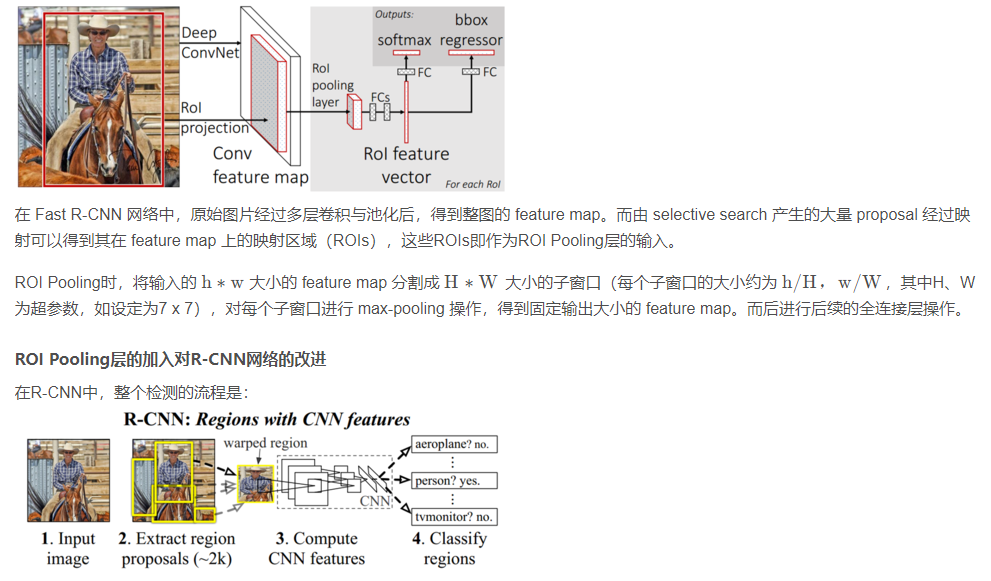 Outputs:
bbox
softmax regressor
Deep
ConvNet
FC
FC
RoI
pooling
layer
FCs
RoI
projection
Conv
feature map
RoI feature
vector
For each RoI
在 Fast R-CNN 网络中，原始图片经过多层卷积与池化后，得到整图的 feature map。而由 selective search 产生的大量 proposal 经过映
射可以得到其在 feature map 上的映射区域（ROIs），这些ROIs即作为ROI Pooling层的输入。
ROI Pooling时，将输入的 h ∗ w 大小的 feature map 分割成 H ∗ W 大小的子窗口（每个子窗口的大小约为 h/H， w/W ，其中H、W
为超参数，如设定为7 x 7），对每个子窗口进行 max-pooling 操作，得到固定输出大小的 feature map。而后进行后续的全连接层操作。
ROI Pooling层的加入对R-CNN网络的改进
在R-CNN中，整个检测的流程是：
R-CNN: Regions with CNN features
warped region
aeroplane? no.
person? yes.
tvmonitor? no.
CNN
1. Input
image
2. Extract region
proposals (~2k)
3. Compute
CNN features
4. Classify
regions